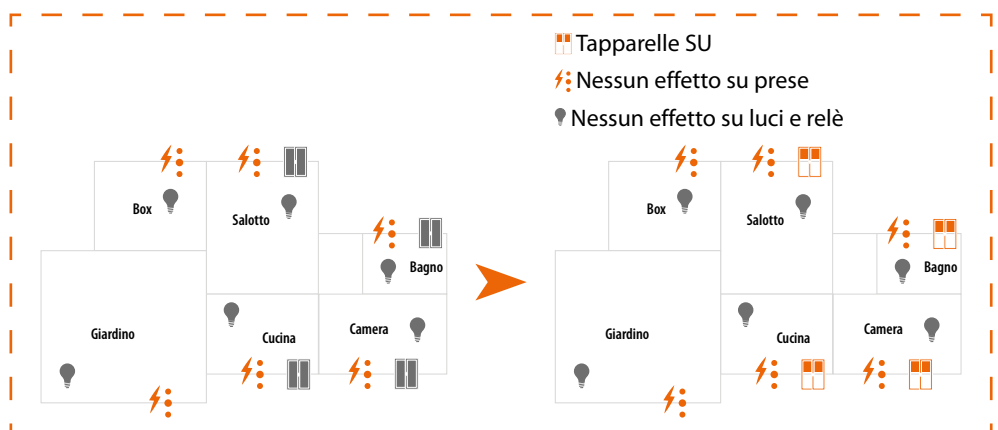 Tapparelle SU
Nessun effetto su prese
Nessun effetto su luci e relè
Box
Salotto
Bagno
Giardino
Cucina
Camera
Box
Salotto
Bagno
Giardino
Cucina
Camera